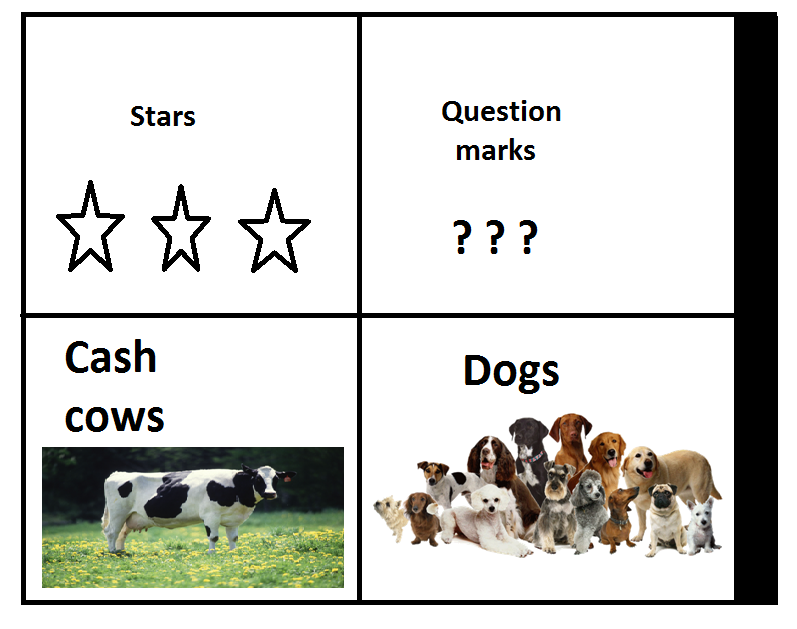 Stars
Question
marks
? ? ?
Cash
cows
Dogs